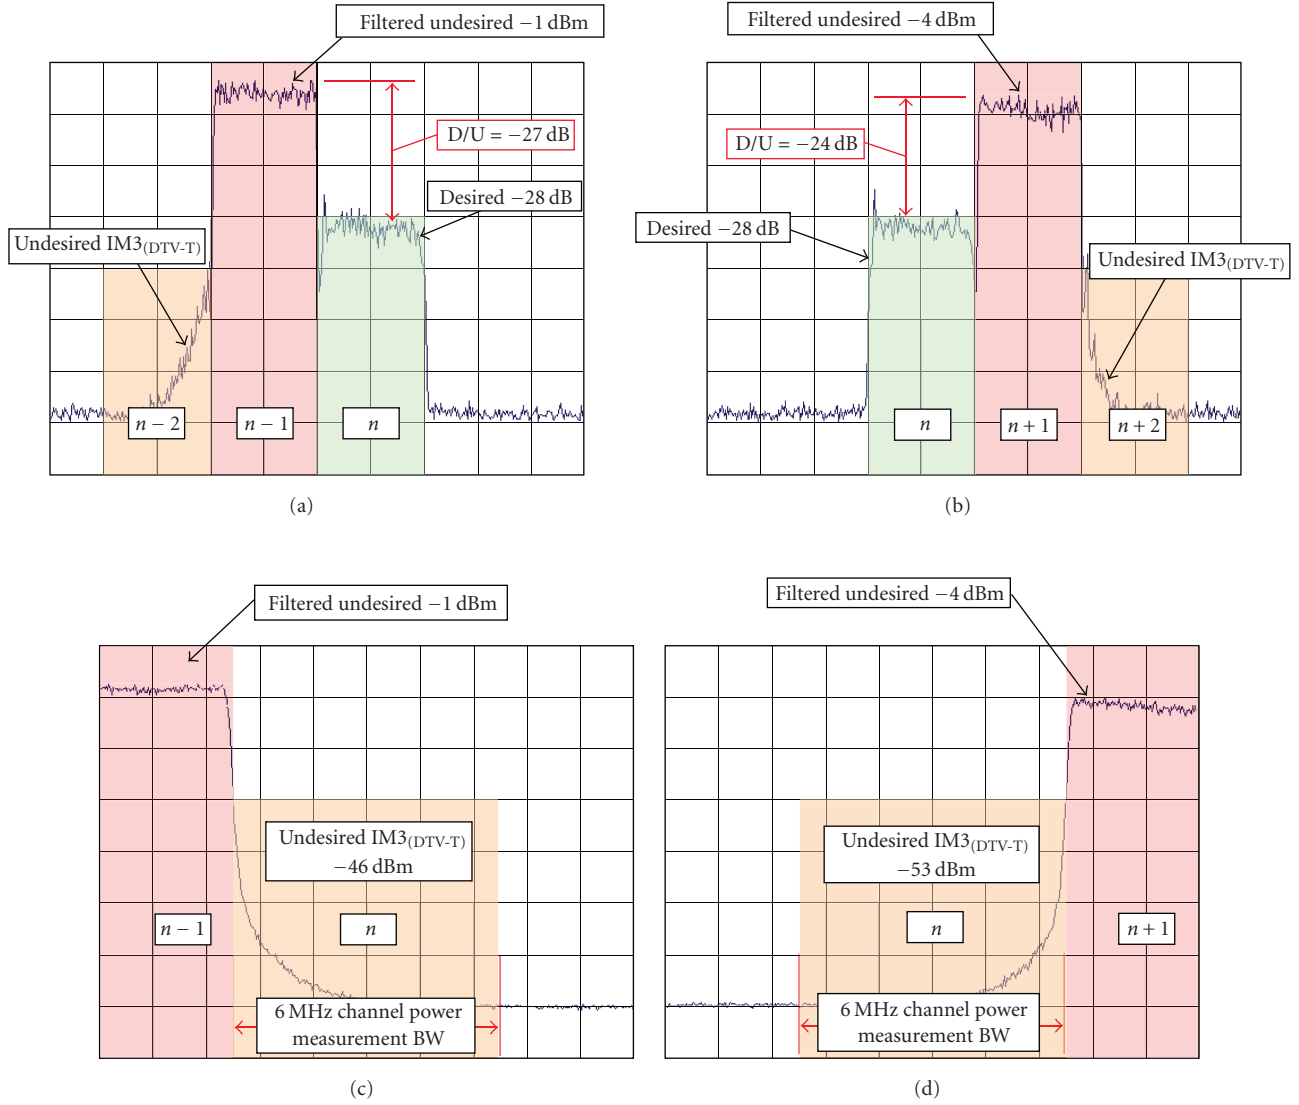 Filtered undesired −1 dBm
D/U = −27 dB
Desired −28 dB
Undesired IM3(DTV-T)
n − 2
n − 1
n
(a)
Filtered undesired −4 dBm
D/U = −24 dB
Desired −28 dB
Undesired IM3(DTV-T)
n
n + 1
n + 2
(b)
Filtered undesired −1 dBm
Undesired IM3(DTV-T)
−46 dBm
n − 1
n
6 MHz channel power
measurement BW
(c)
Filtered undesired −4 dBm
Undesired IM3(DTV-T)
−53 dBm
n
n + 1
6 MHz channel power
measurement BW
(d)